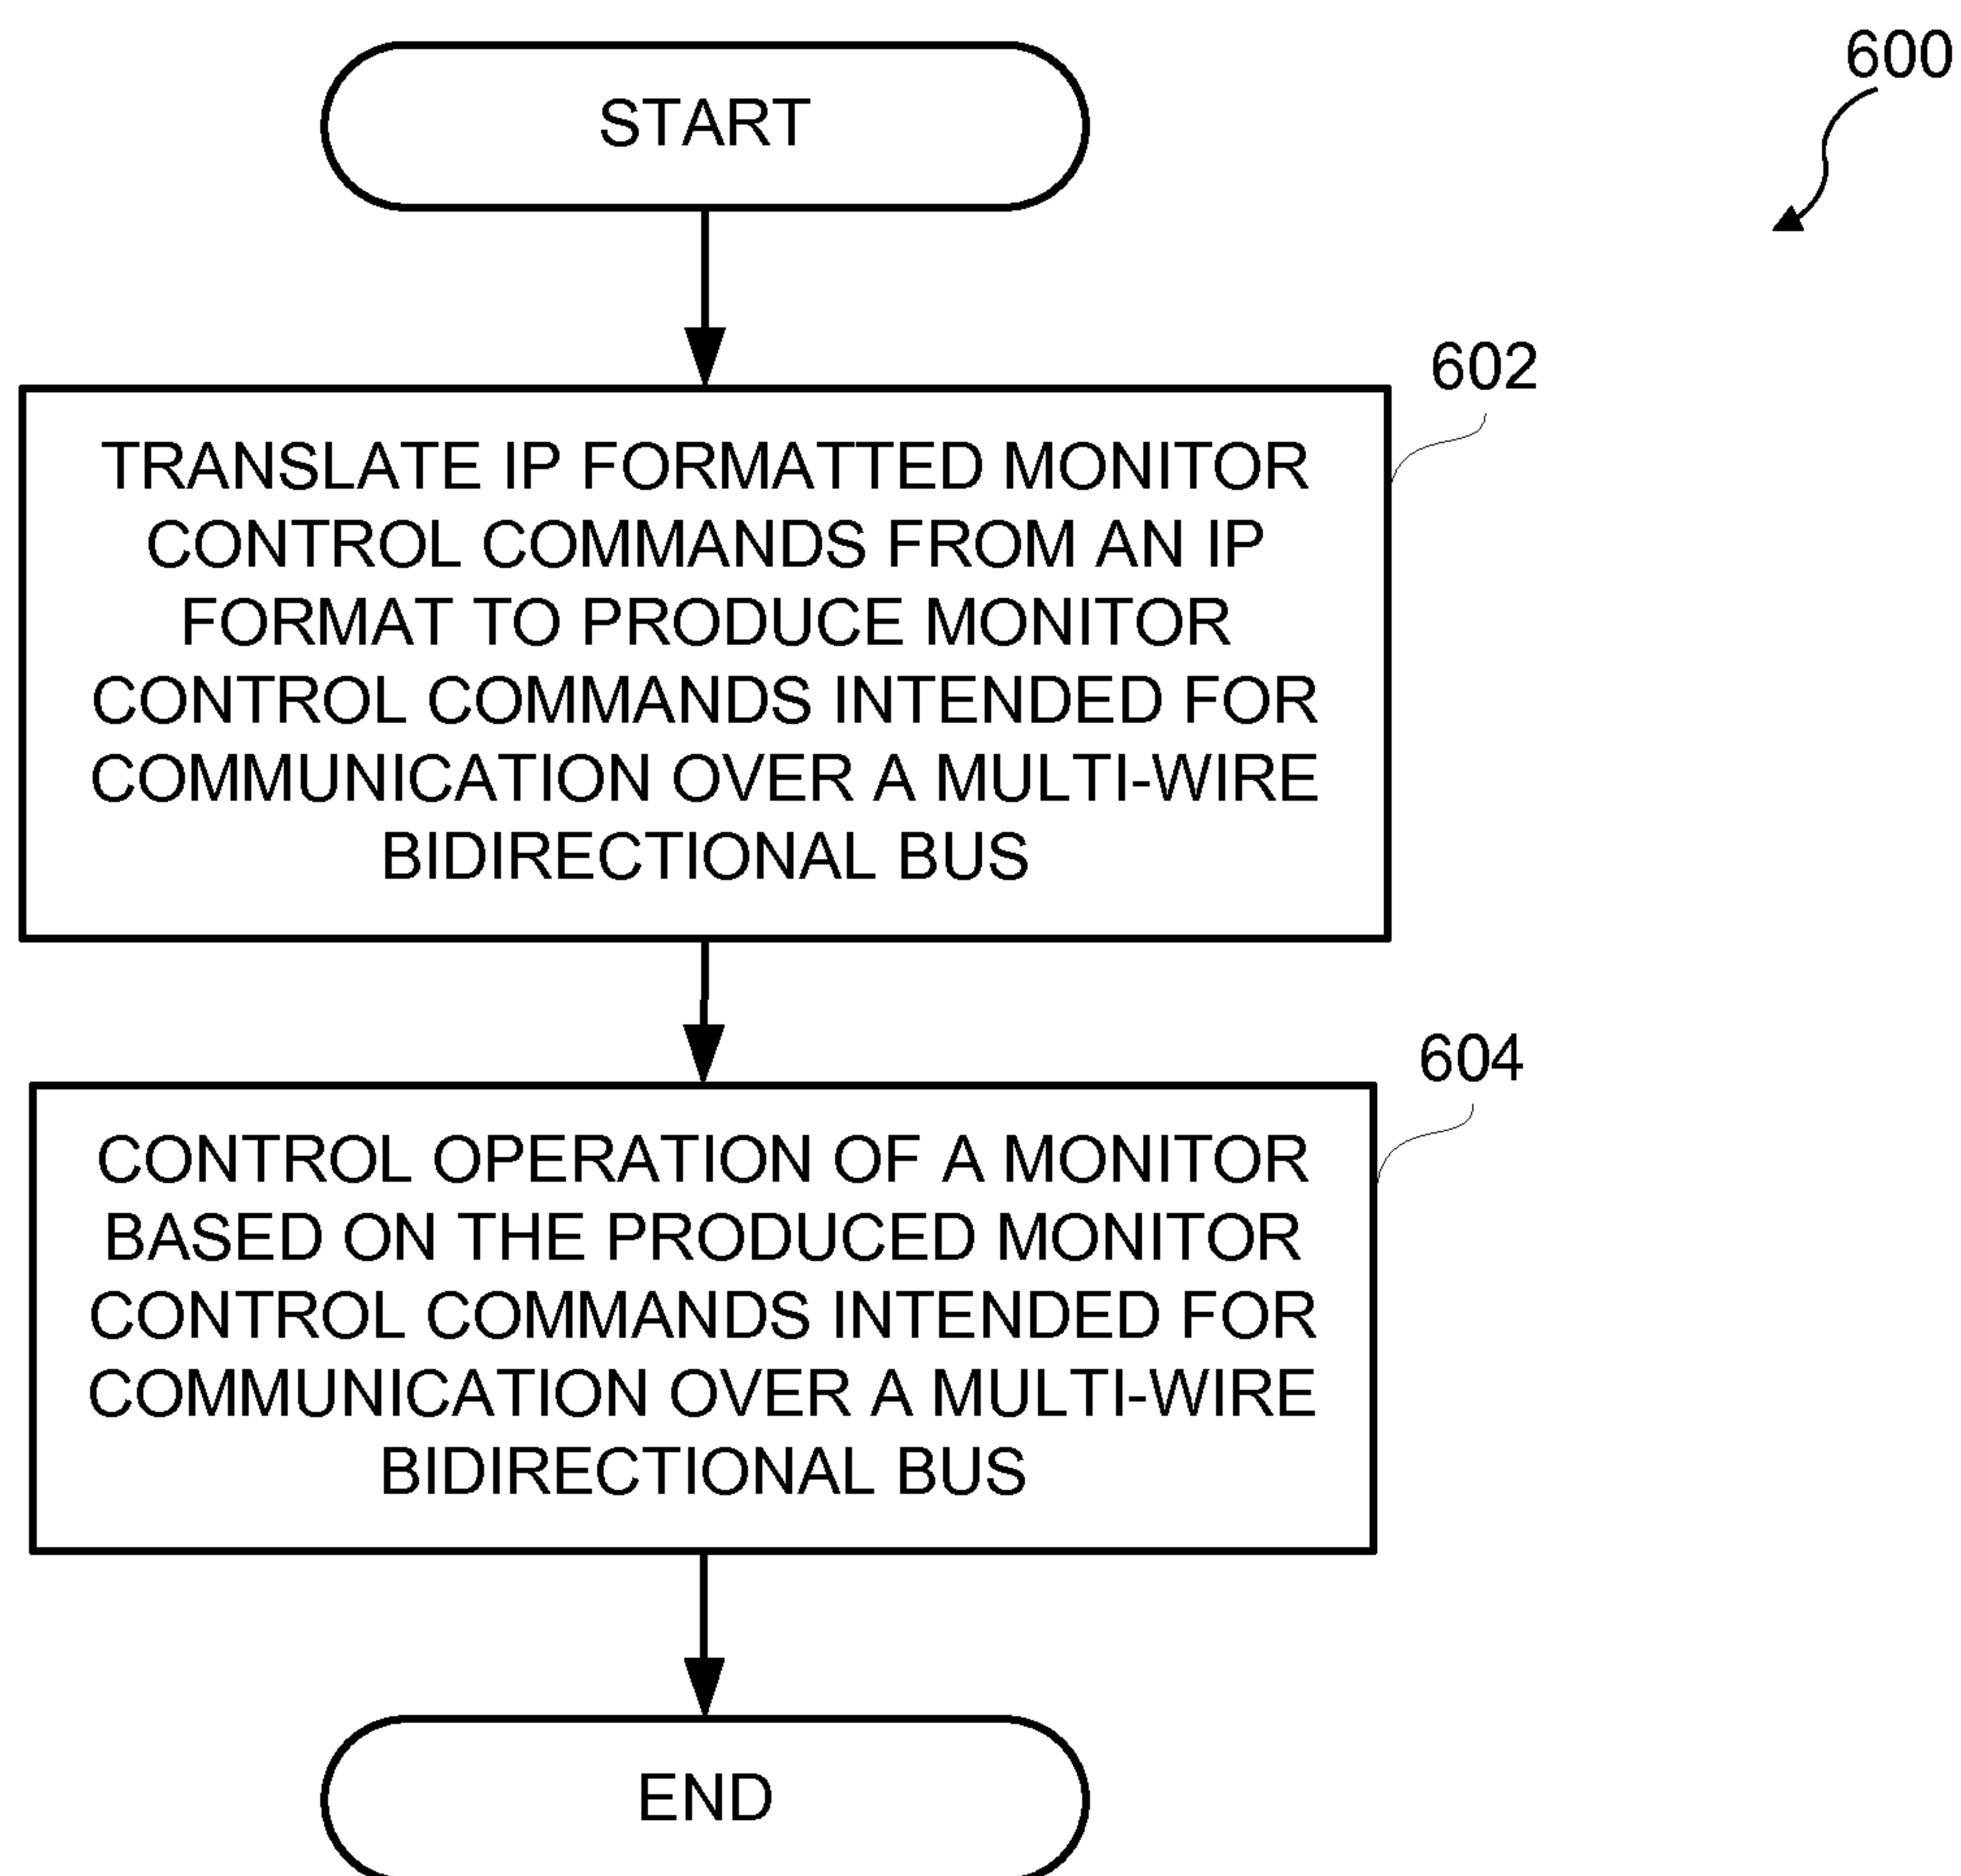 600
START
602
TRANSLATE IP FORMATTED MONITOR
CONTROL COMMANDS FROM AN IP
FORMAT TO PRODUCE MONITOR
CONTROL COMMANDS INTENDED FOR
COMMUNICATION OVER A MULTI-WIRE
BIDIRECTIONAL BUS
604
CONTROL OPERATION OF A MONITOR
BASED ON THE PRODUCED MONITOR
CONTROL COMMANDS INTENDED FOR
COMMUNICATION OVER A MULTI-WIRE
BIDIRECTIONAL BUS
END